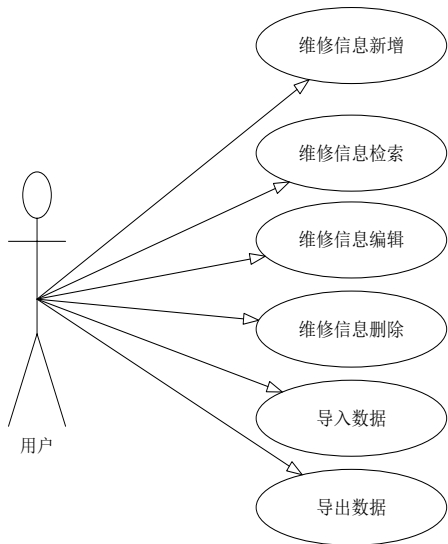 维修信息新增
维修信息检索
维修信息编辑
维修信息删除
导入数据
用户
导出数据